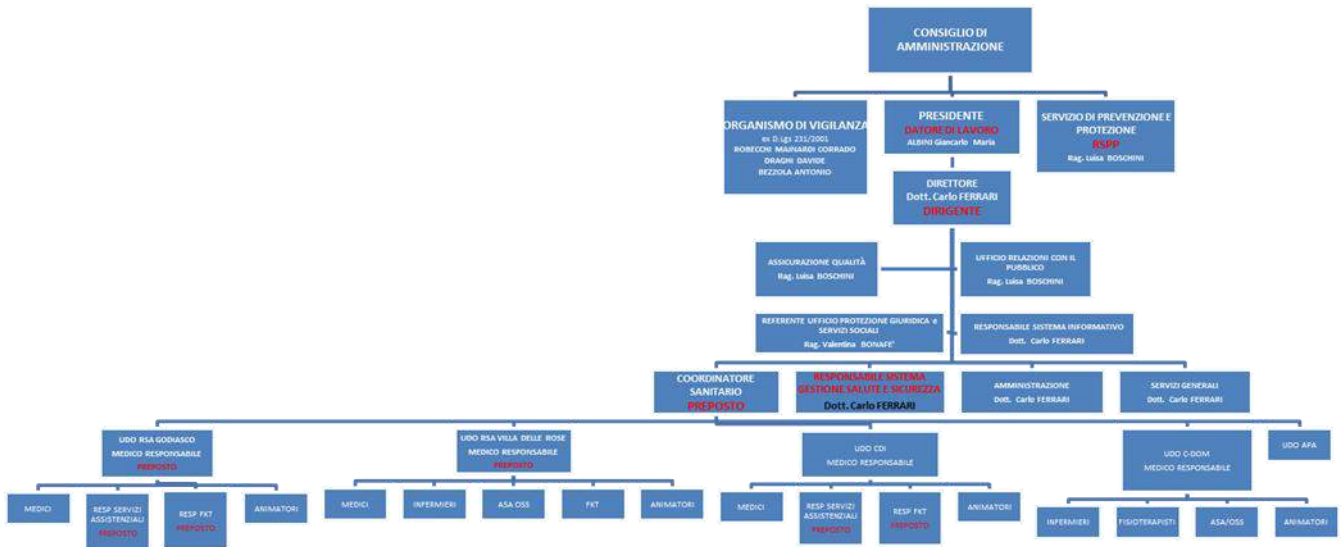 CONSIGLIO DI
AMMINISTRAZIONE
ORGANISMO DI VIGILANZA
ex D.Lgs 231/2001
ROBECCHI MAINARDI CORRADO
DRAGHI DAVIDE
BEZZOLA ANTONIO
PRESIDENTE
DATORE DI LAVORO
ALBINI Giancarlo Maria
SERVIZIO DI PREVENZIONE E
PROTEZIONE
RSPP
Rag. Luisa BOSCHINI
DIRETTORE
Dott. Carlo FERRARI
DIRIGENTE
ASSICURAZIONE QUALITÀ
Rag. Luisa BOSCHINI
UFFICIO RELAZIONI CON IL
PUBBLICO
Rag. Luisa BOSCHINI
REFERENTE UFFICIO PROTEZIONE GIURIDICA e
SERVIZI SOCIALI
Rag. Valentina BONAFE'
RESPONSABILE SISTEMA INFORMATIVO
Dott. Carlo FERRARI
COORDINATORE
SANITARIO
PREPOSTO
RESPONSABILE SISTEMA
GESTIONE SALUTE E SICUREZZA
Dott. Carlo FERRARI
AMMINISTRAZIONE
Dott. Carlo FERRARI
SERVIZI GENERALI
Dott. Carlo FERRARI
UDO RSA GODIASCO
MEDICO RESPONSABILE
PREPOSTO
UDO RSA VILLA DELLE ROSE
MEDICO RESPONSABILE
PREPOSTO
UDO CDI
MEDICO RESPONSABILE
UDO C-DOM
MEDICO RESPONSABILE
UDO APA
MEDICI
RESP SERVIZI
ASSISTENZIALI
PREPOSTO
RESP FKT
PREPOSTO
ANIMATORI
MEDICI
INFERMIERI
ASA OSS
FKT
ANIMATORI
MEDICI
RESP SERVIZI
ASSISTENZIALI
PREPOSTO
RESP FKT
PREPOSTO
ANIMATORI
INFERMIERI
FISIOTERAPISTI
ASA/OSS
ANIMATORI